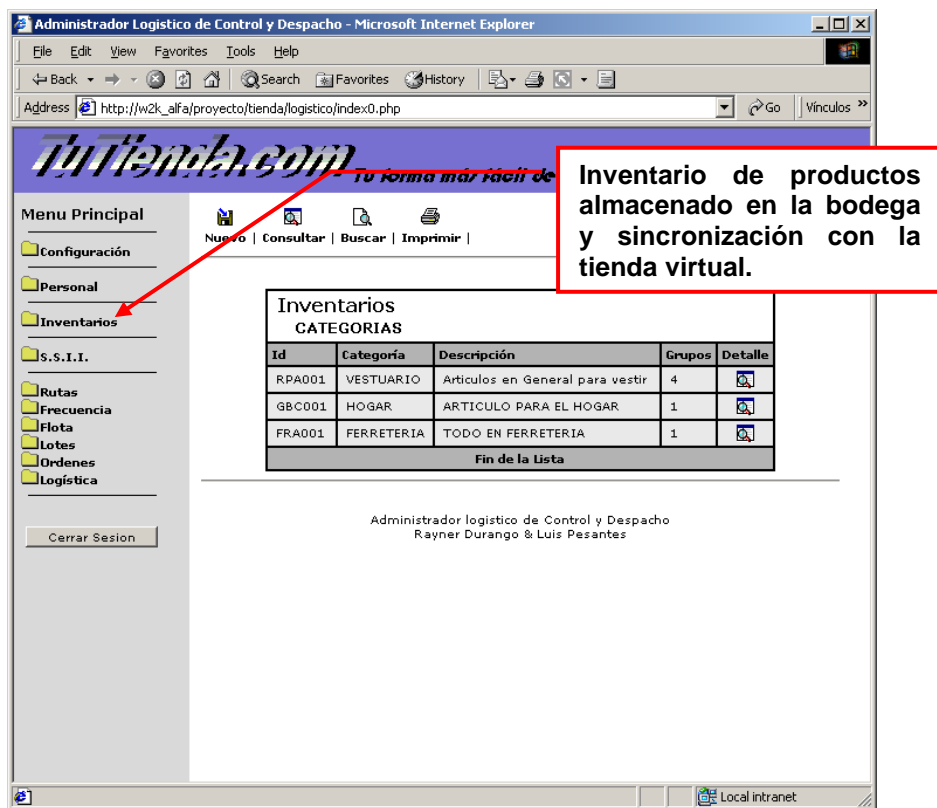 Administrador Logistico de Control y Despacho - Microsoft Internet Explorer
File Edit View Favorites Tools Help
Back Search Favorites History
Address http://w2k_alfa/proyecto/tienda/logistico/index0.php Go Vínculos »
TuTienda.com Tu forma más fácil de
Inventario de productos
almacenado en la bodega
y sincronización con la
tienda virtual.
Menu Principal
Configuración
Personal
Inventarios
S.S.I.I.
Rutas
Frecuencia
Flota
Lotes
Ordenes
Logística
Cerrar Sesion
Nuevo | Consultar | Buscar | Imprimir |
Inventarios
CATEGORIAS
Id Categoría Descripción Grupos Detalle
RPA001 VESTUARIO Articulos en General para vestir 4
GBC001 HOGAR ARTICULO PARA EL HOGAR 1
FRA001 FERRETERIA TODO EN FERRETERIA 1
Fin de la Lista
Administrador logistico de Control y Despacho
Rayner Durango & Luis Pesantes
Local intranet